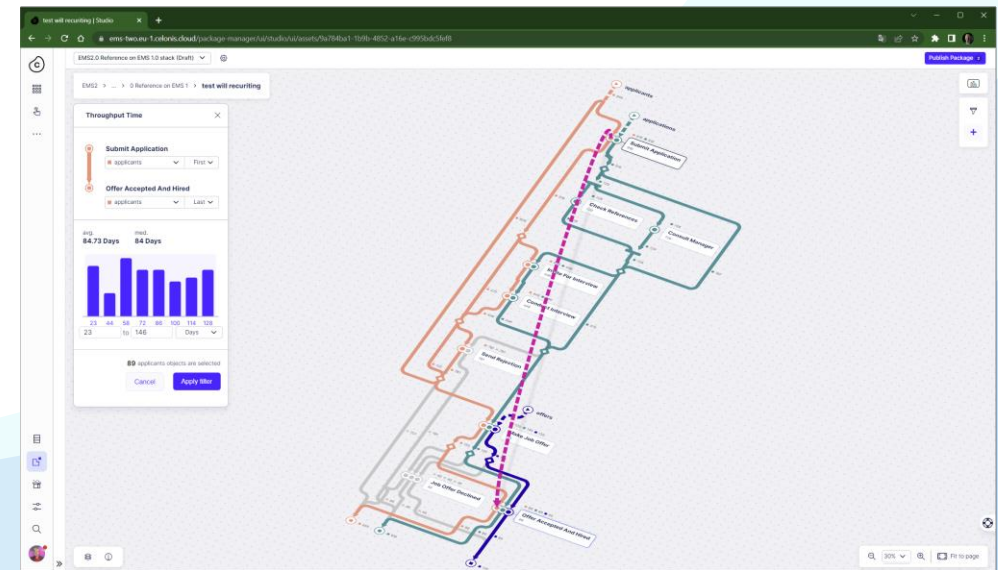 test will recuriting | Studio
ems-two.eu-1.celonis.cloud/package-manager/ui/studio/ui/assets/9a784ba1-1b9b-4852-a16e-c995bdc5fef8
EMS2.0 Reference on EMS 1.0 stack (Draft)
Publish Package 2
EMS2 > ... > 0 Reference on EMS 1 > test will recuriting
Throughput Time
Submit Application
applicants First
Offer Accepted And Hired
applicants Last
avg. med.
84.73 Days 84 Days
23 44 58 72 86 100 114 128
23 to 146 Days
89 applicants objects are selected
Cancel Apply filter
applicants
applications
Submit Application
Check References
Consult Manager
For Interview
Conduct Interview
Send Rejection
offers
Make Job Offer
Job Offer Declined
Offer Accepted And Hired
30% Fit to page